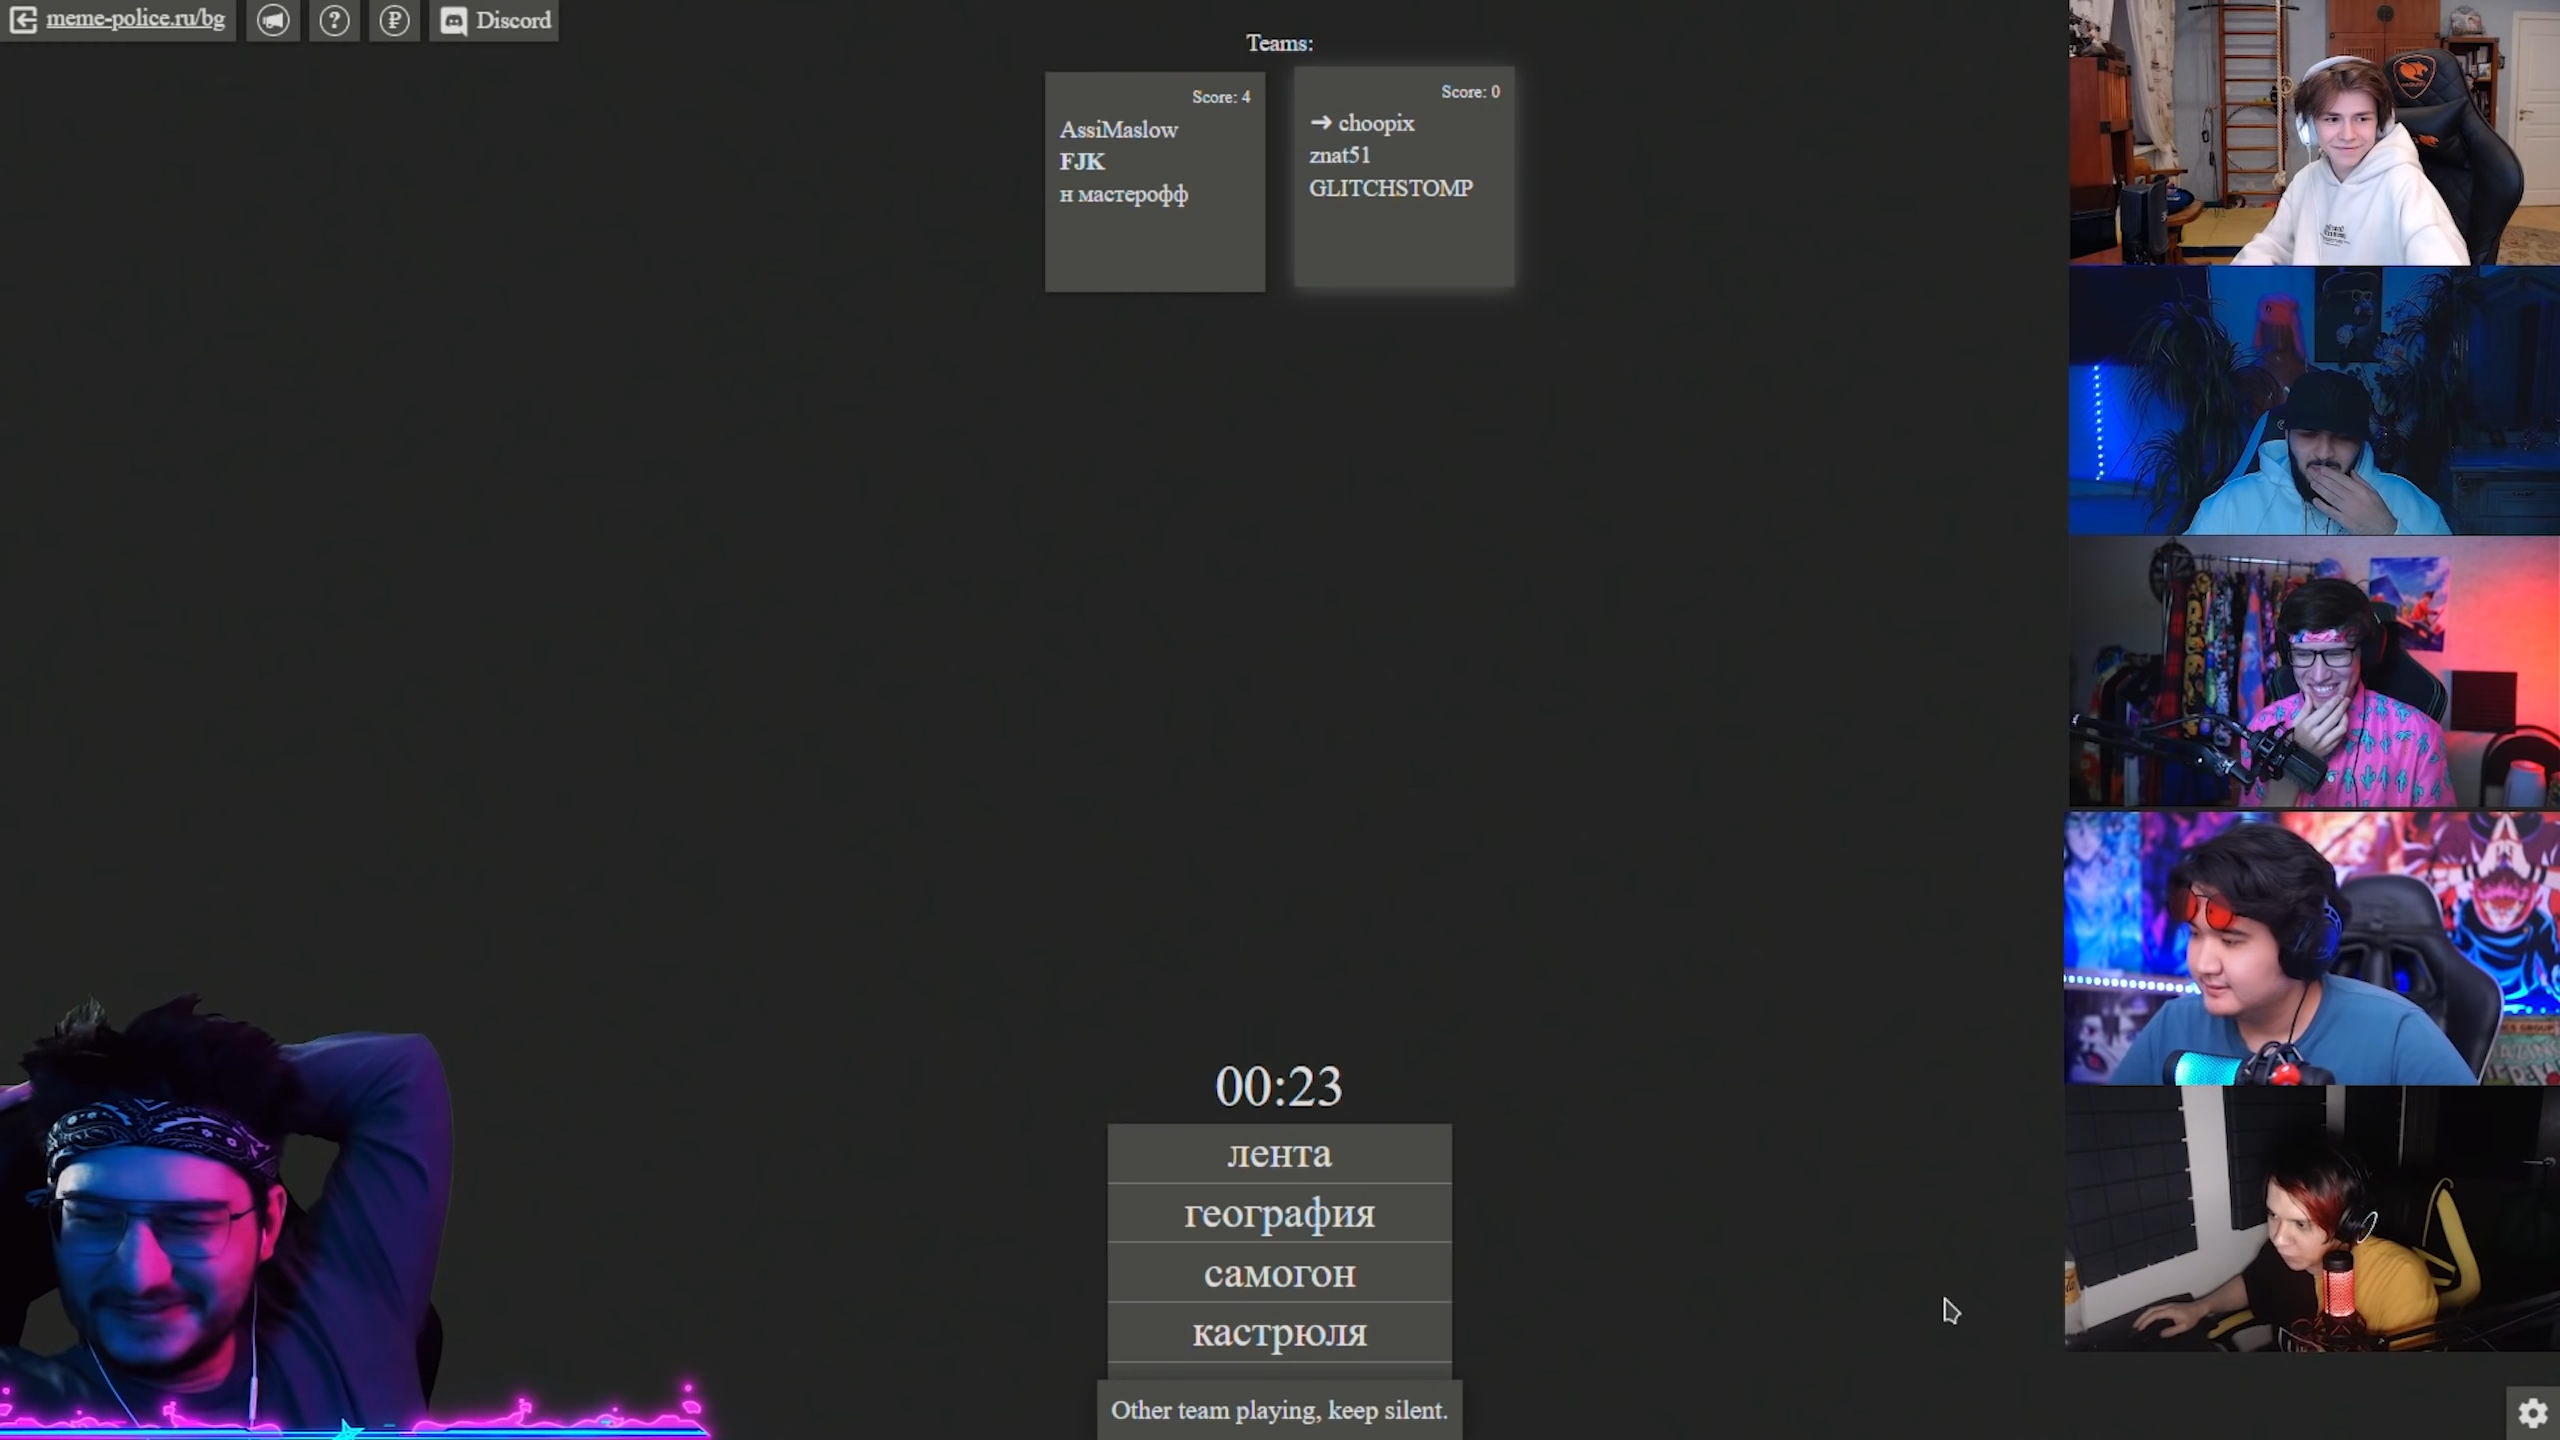 meme-police.ru/bg
?
₽
Discord
Teams:
Score: 4
AssiMaslow
FJK
н мастерофф
Score: 0
➜ choopix
znat51
GLITCHSTOMP
00:23
лента
география
самогон
кастрюля
Other team playing, keep silent.